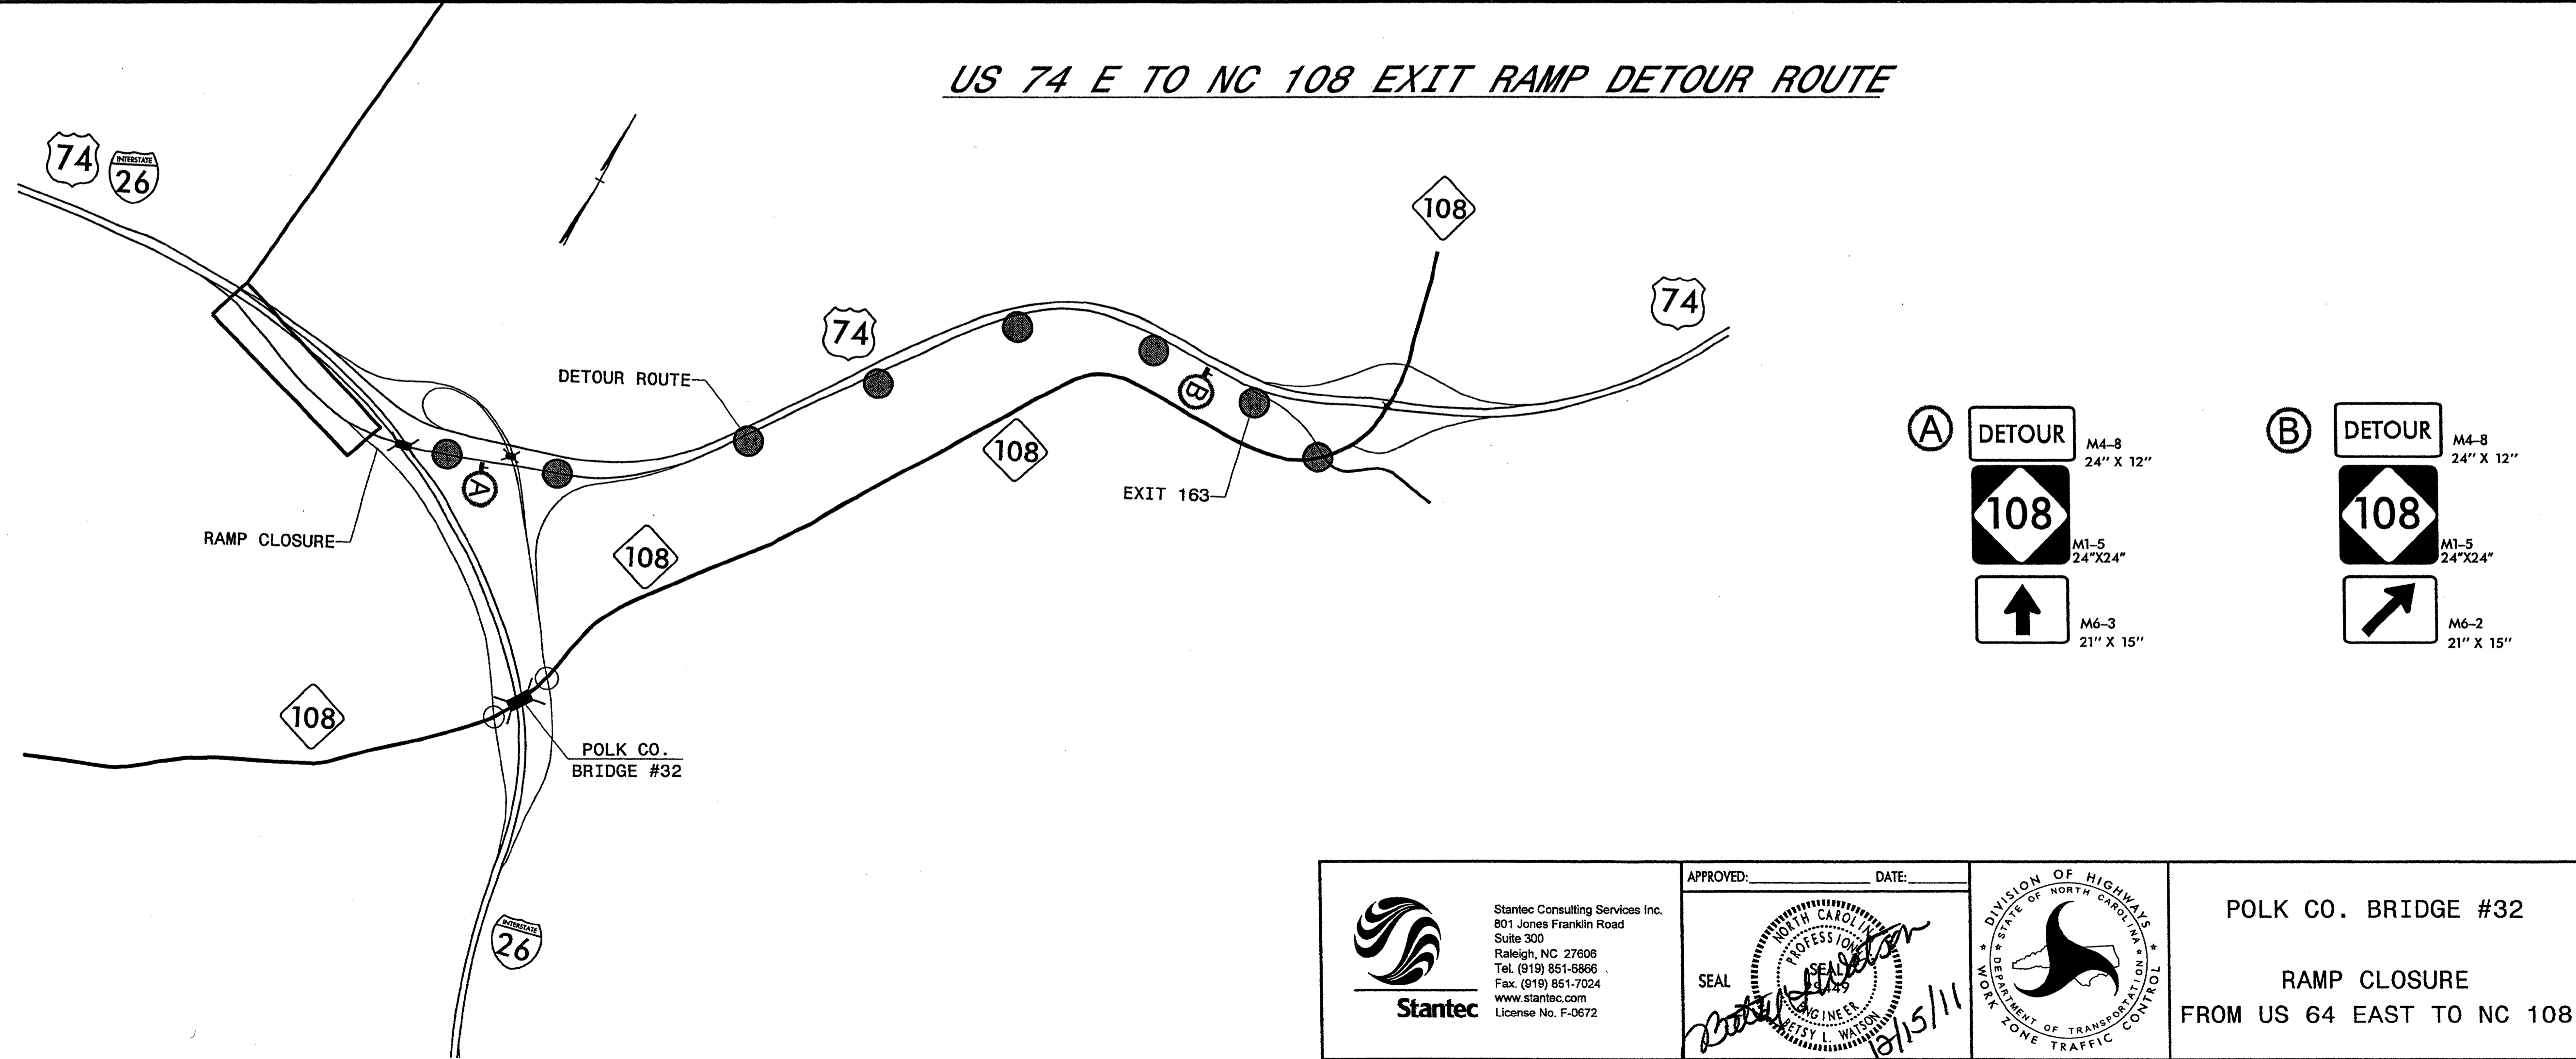 US 74 E TO NC 108 EXIT RAMP DETOUR ROUTE
74
INTERSTATE
26
108
74
74
DETOUR ROUTE
B
108
EXIT 163
A
RAMP CLOSURE
108
108
POLK CO.
BRIDGE #32
INTERSTATE
26
A
DETOUR
M4-8
24" X 12"
108
M1-5
24"X24"
M6-3
21" X 15"
B
DETOUR
M4-8
24" X 12"
108
M1-5
24"X24"
M6-2
21" X 15"
Stantec
Stantec Consulting Services Inc.
801 Jones Franklin Road
Suite 300
Raleigh, NC 27606
Tel. (919) 851-6866
Fax. (919) 851-7024
www.stantec.com
License No. F-0672
APPROVED: DATE:
SEAL
NORTH CAROLIN
PROFESSION
SEAL
ENGINEER
BETSY L. WATSON
Betsy L Watson
12/15/11
DIVISION OF HIGHWAYS
STATE OF NORTH CAROLINA
DEPARTMENT OF TRANSPORTATION
WORK ZONE TRAFFIC CONTROL
POLK CO. BRIDGE #32
RAMP CLOSURE
FROM US 64 EAST TO NC 108